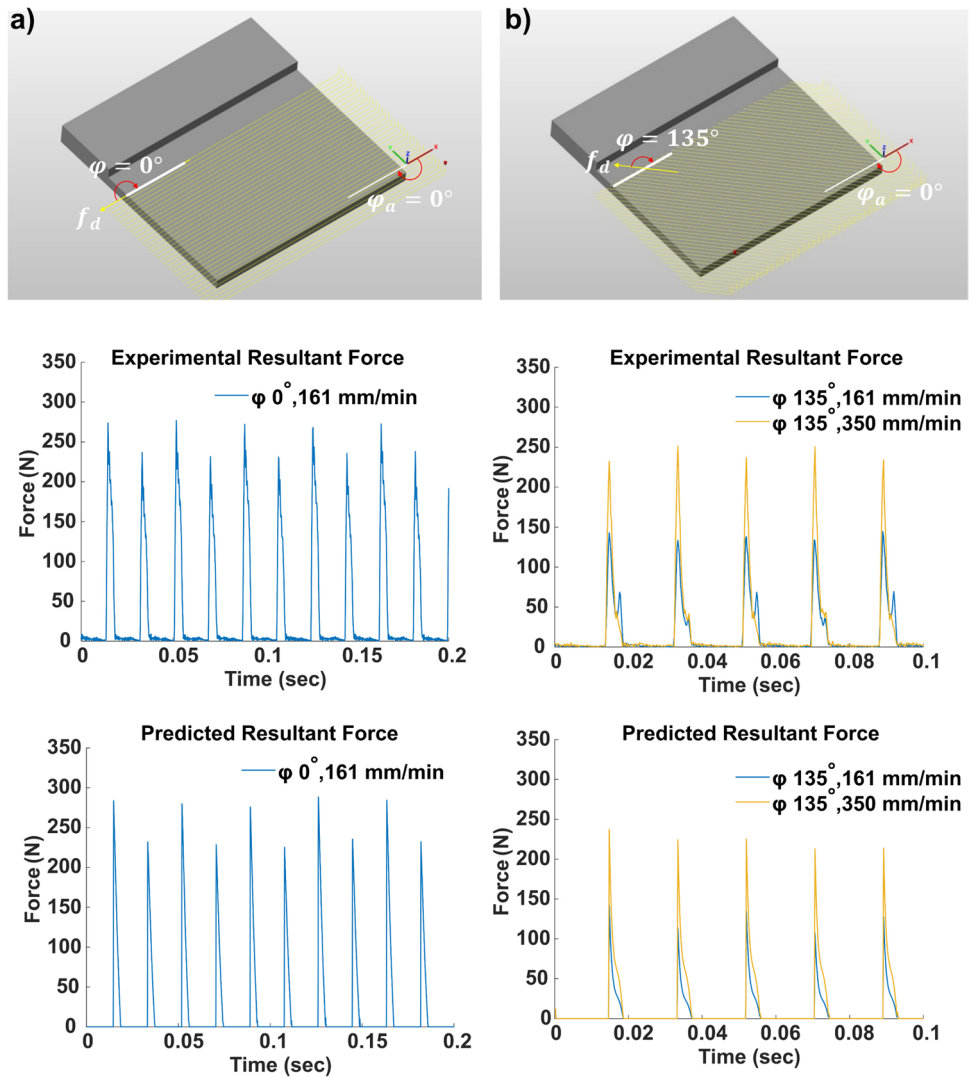 a)
φ = 0°
f_d
φ_a = 0°
Y
Z
X
b)
φ = 135°
f_d
φ_a = 0°
Y
Z
X
Experimental Resultant Force
φ 0°,161 mm/min
Force (N)
350
300
250
200
150
100
50
0
0 0.05 0.1 0.15 0.2
Time (sec)
Experimental Resultant Force
φ 135°,161 mm/min
φ 135°,350 mm/min
Force (N)
350
300
250
200
150
100
50
0
0 0.02 0.04 0.06 0.08 0.1
Time (sec)
Predicted Resultant Force
φ 0°,161 mm/min
Force (N)
350
300
250
200
150
100
50
0
0 0.05 0.1 0.15 0.2
Time (sec)
Predicted Resultant Force
φ 135°,161 mm/min
φ 135°,350 mm/min
Force (N)
350
300
250
200
150
100
50
0
0 0.02 0.04 0.06 0.08 0.1
Time (sec)